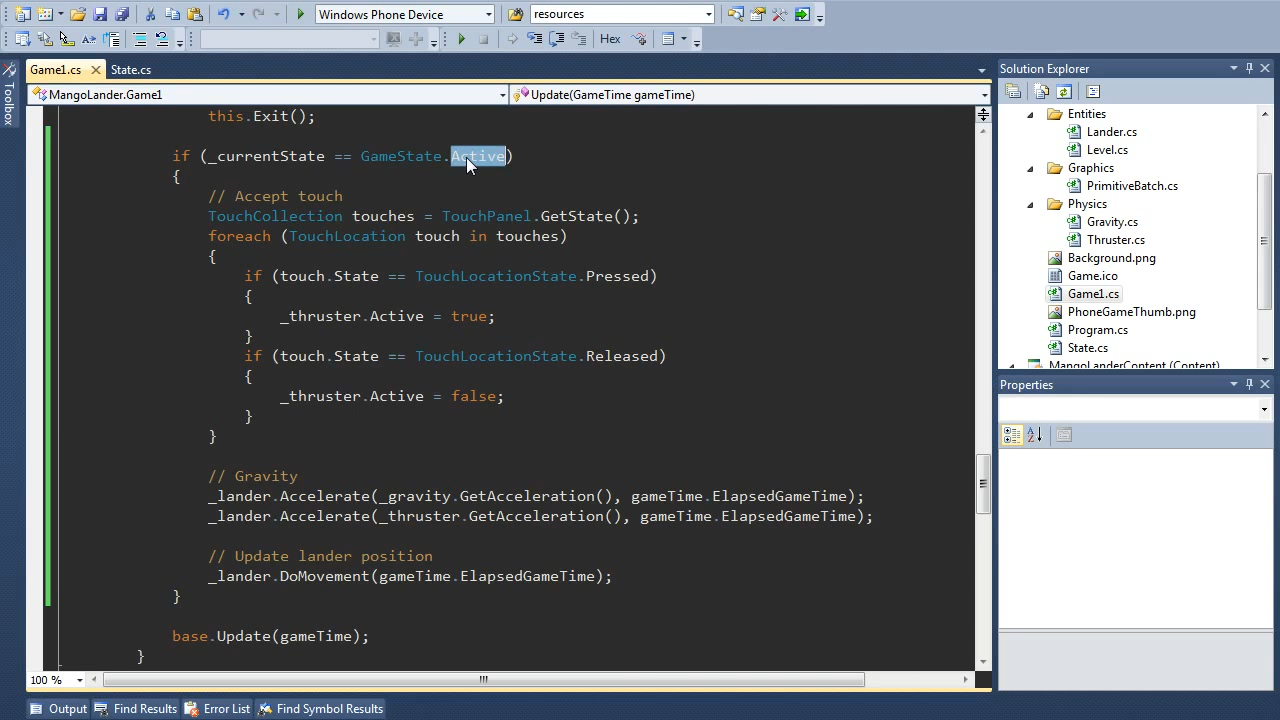 Windows Phone Device
resources
Hex
Game1.cs
State.cs
MangoLander.Game1
Update(GameTime gameTime)
Toolbox
this.Exit();
if (_currentState == GameState.Active)
{
// Accept touch
TouchCollection touches = TouchPanel.GetState();
foreach (TouchLocation touch in touches)
{
if (touch.State == TouchLocationState.Pressed)
{
_thruster.Active = true;
}
if (touch.State == TouchLocationState.Released)
{
_thruster.Active = false;
}
}
// Gravity
_lander.Accelerate(_gravity.GetAcceleration(), gameTime.ElapsedGameTime);
_lander.Accelerate(_thruster.GetAcceleration(), gameTime.ElapsedGameTime);
// Update lander position
_lander.DoMovement(gameTime.ElapsedGameTime);
}
base.Update(gameTime);
}
100 %
Solution Explorer
Entities
Lander.cs
Level.cs
Graphics
PrimitiveBatch.cs
Physics
Gravity.cs
Thruster.cs
Background.png
Game.ico
Game1.cs
PhoneGameThumb.png
Program.cs
State.cs
MangoLanderContent (Content)
Properties
Output
Find Results
Error List
Find Symbol Results